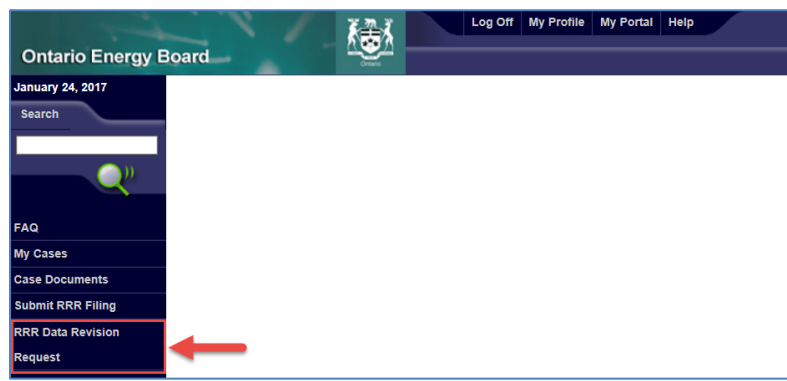 Log Off My Profile My Portal Help
Ontario Energy Board
Ontario
January 24, 2017
Search
FAQ
My Cases
Case Documents
Submit RRR Filing
RRR Data Revision
Request